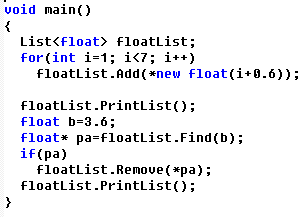 void main()
{
List<float> floatList;
for(int i=1; i<7; i++)
floatList.Add(*new float(i+0.6));
floatList.PrintList();
float b=3.6;
float* pa=floatList.Find(b);
if(pa)
floatList.Remove(*pa);
floatList.PrintList();
}